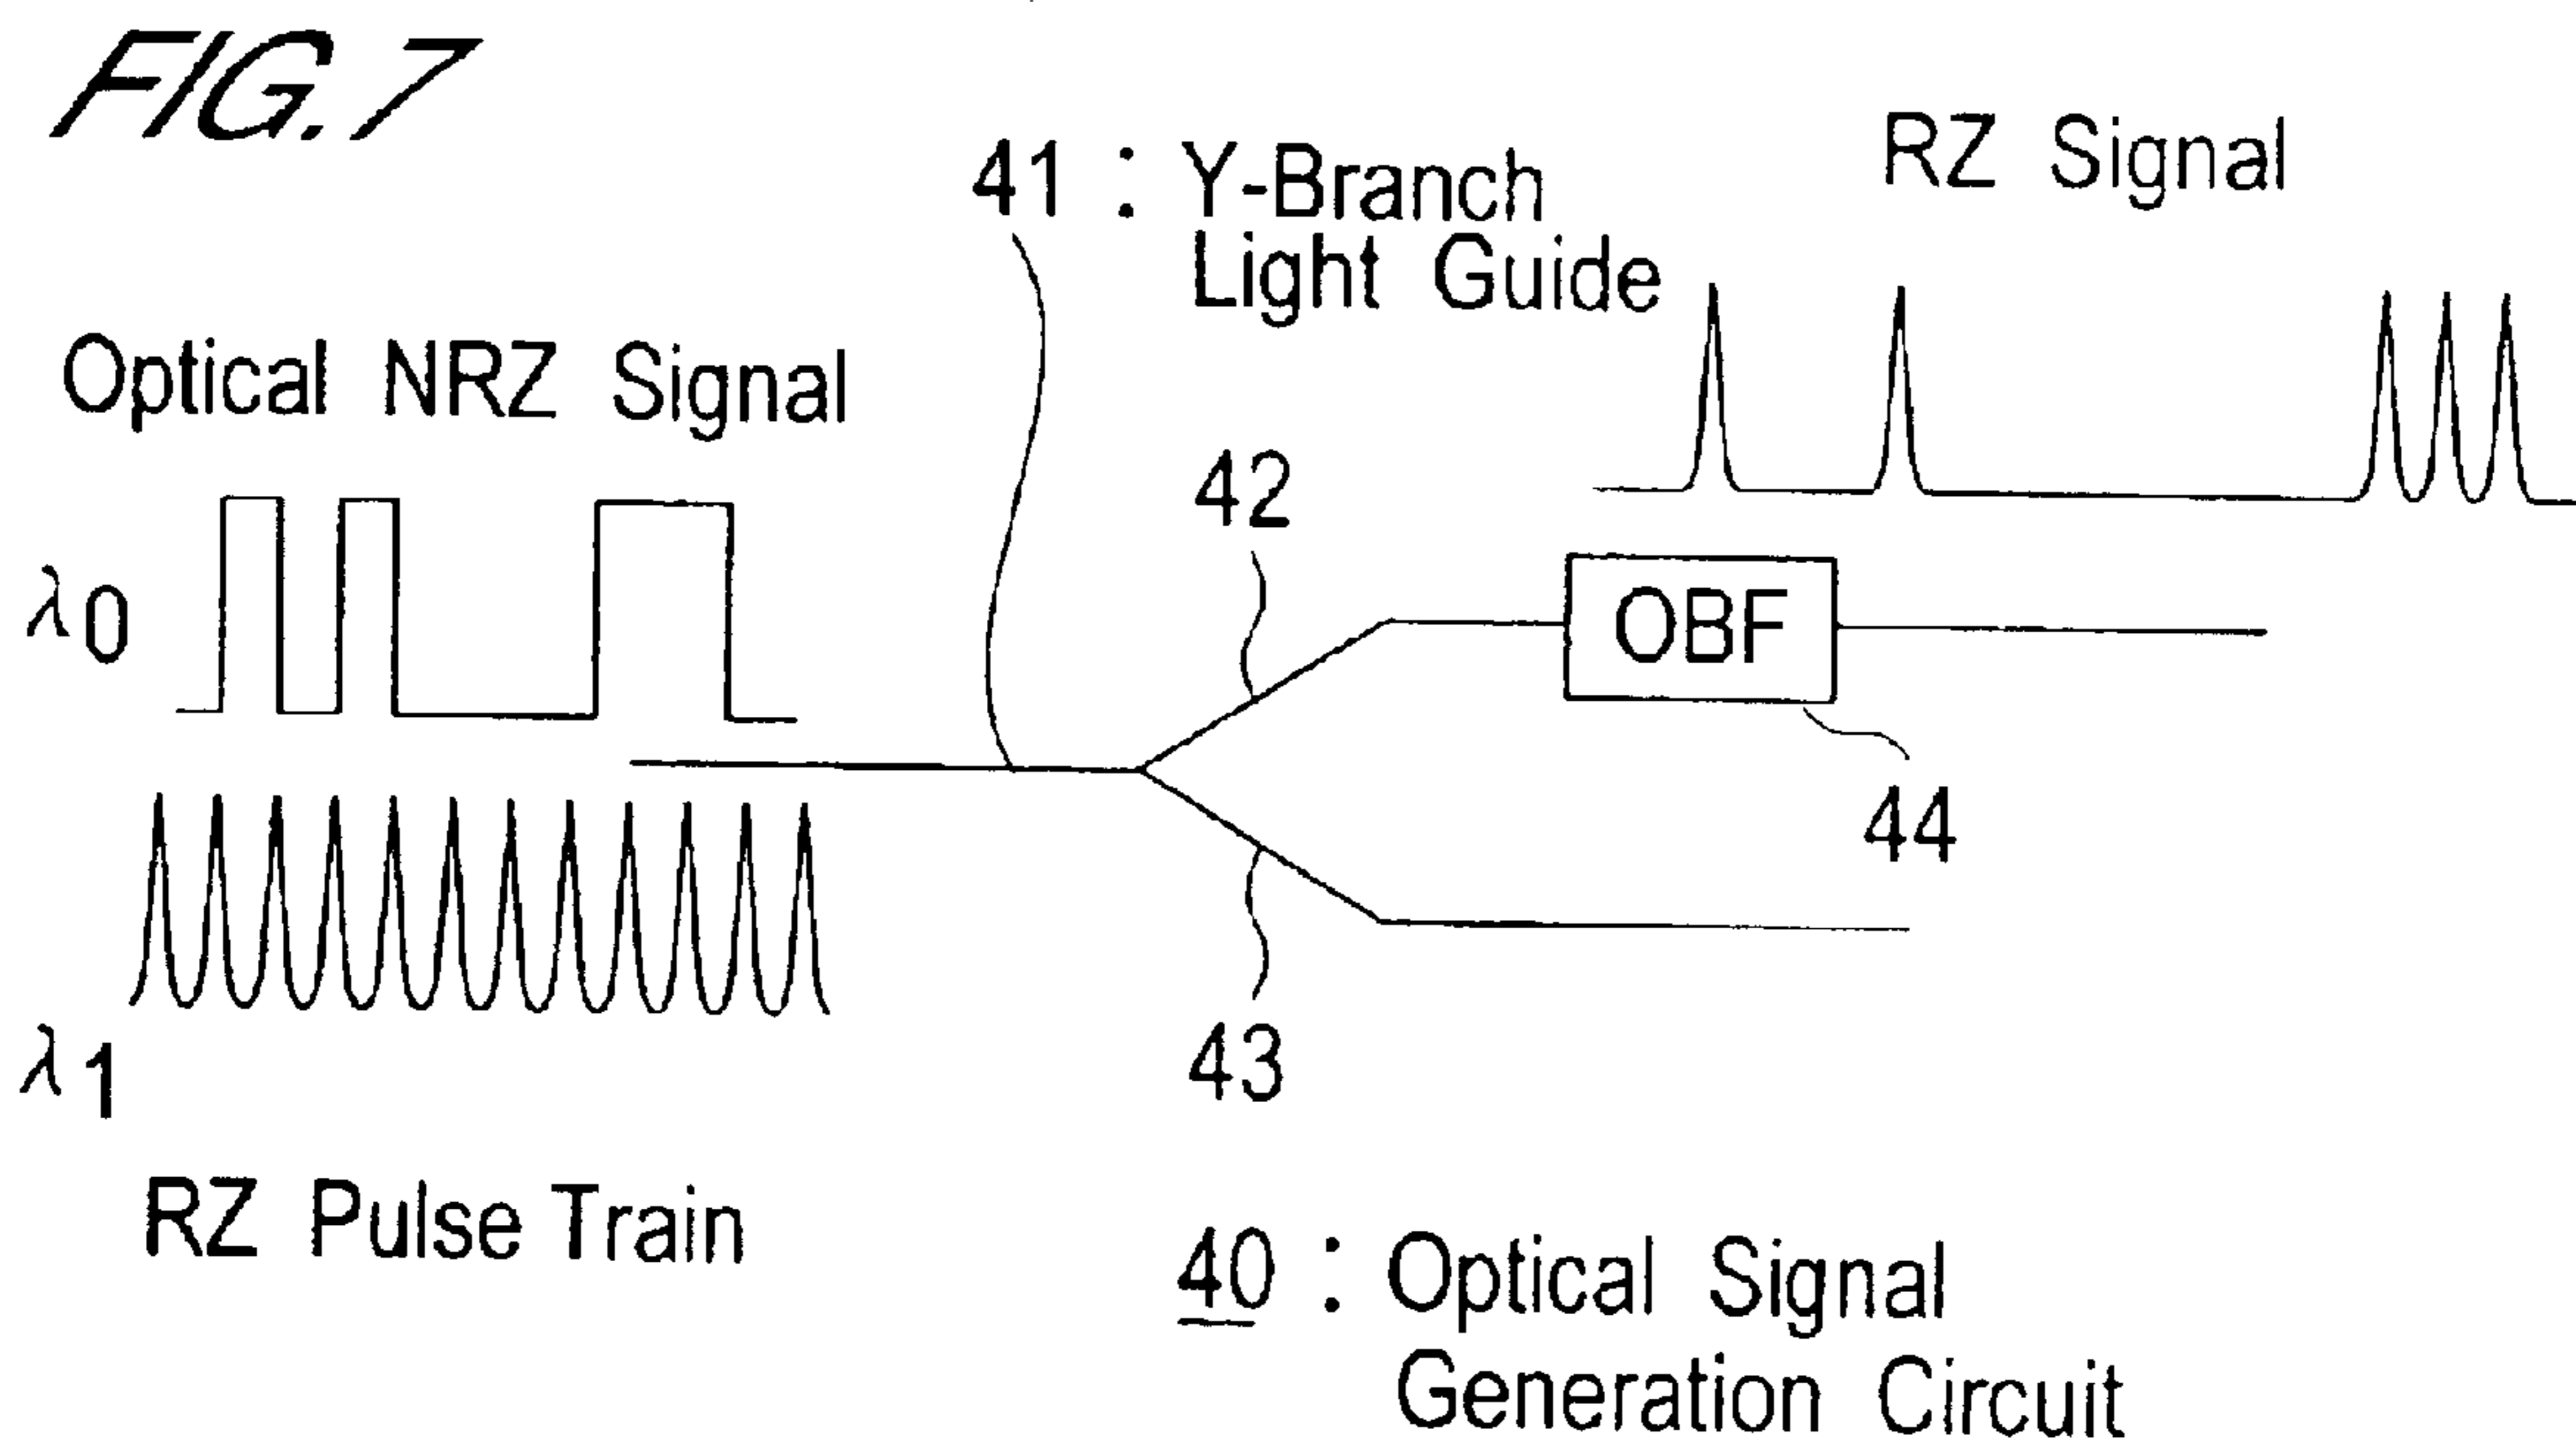 FIG. 7
41 : Y-Branch
Light Guide
RZ Signal
Optical NRZ Signal
λ0
42
OBF
44
43
λ1
RZ Pulse Train
40 : Optical Signal
Generation Circuit